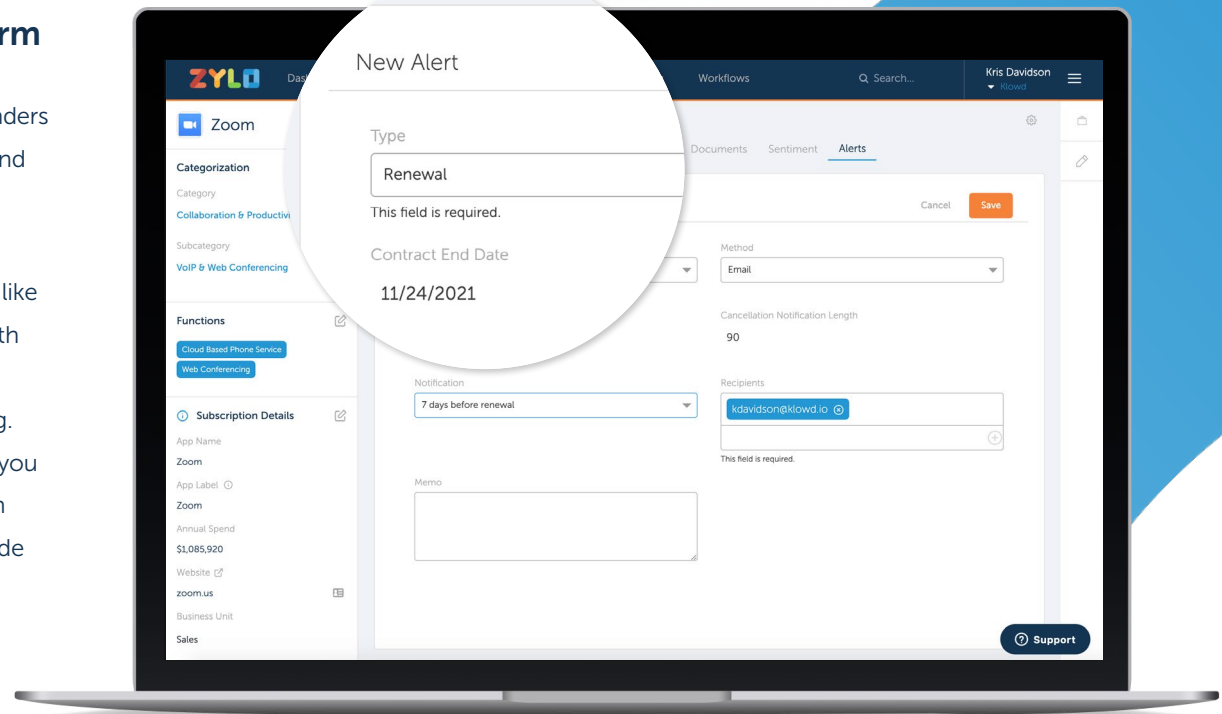 rm
nders
nd
like
th
g.
you
n
de
ZYLO
Das
Workflows
Search...
Kris Davidson
Klowd
Zoom
Categorization
Category
Collaboration & Productivi
Subcategory
VoIP & Web Conferencing
Functions
Cloud Based Phone Service
Web Conferencing
Subscription Details
App Name
Zoom
App Label
Zoom
Annual Spend
$1,085,920
Website
zoom.us
Business Unit
Sales
New Alert
Type
Renewal
This field is required.
Contract End Date
11/24/2021
Documents Sentiment Alerts
Cancel Save
Method
Email
Cancellation Notification Length
90
Notification
7 days before renewal
Recipients
kdavidson@klowd.io
This field is required.
Memo
Support